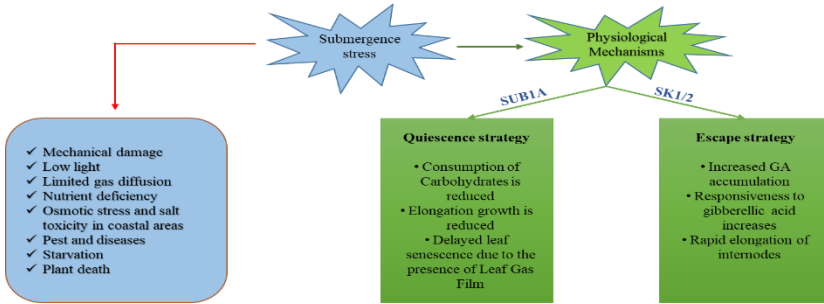 Submergence
stress
Physiological
Mechanisms
SUB1A
SK1/2
✓ Mechanical damage
✓ Low light
✓ Limited gas diffusion
✓ Nutrient deficiency
✓ Osmotic stress and salt
toxicity in coastal areas
✓ Pest and diseases
✓ Starvation
✓ Plant death
Quiescence strategy
• Consumption of
Carbohydrates is
reduced
• Elongation growth is
reduced
• Delayed leaf
senescence due to the
presence of Leaf Gas
Film
Escape strategy
• Increased GA
accumulation
• Responsiveness to
gibberellic acid
increases
• Rapid elongation of
internodes